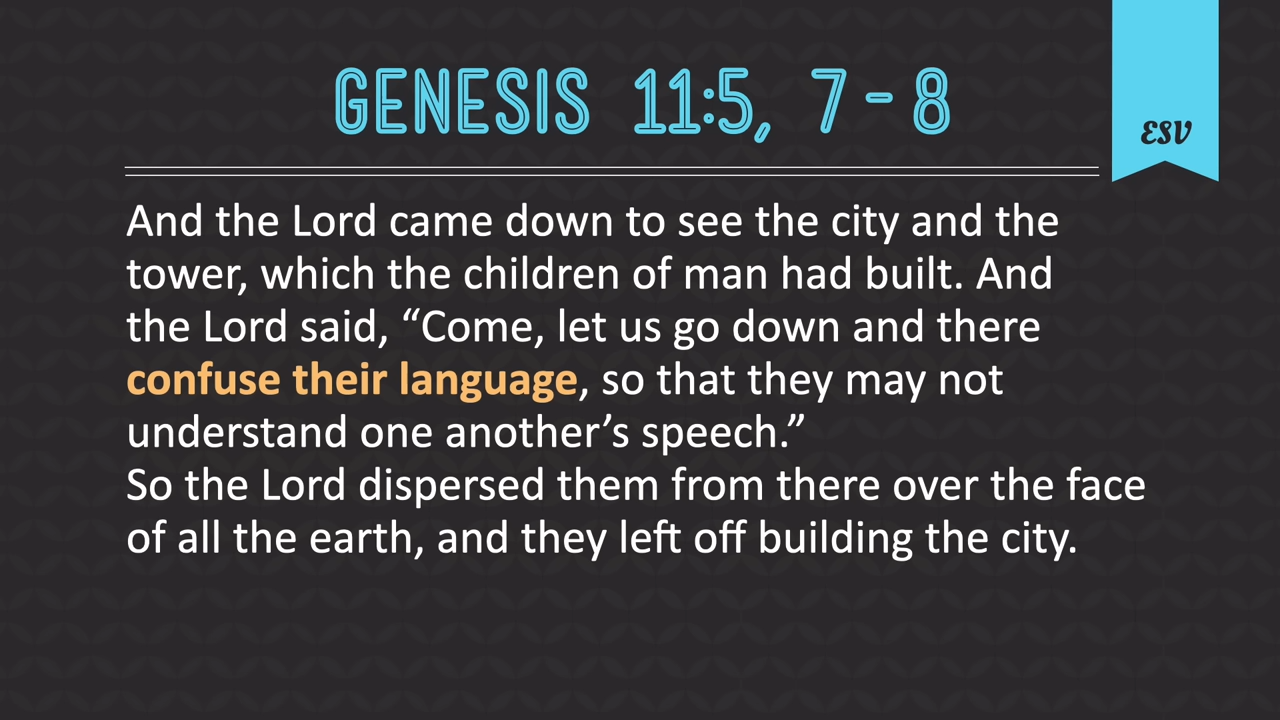 GENESIS 11:5, 7 - 8
ESV
And the Lord came down to see the city and the
tower, which the children of man had built. And
the Lord said, “Come, let us go down and there
confuse their language, so that they may not
understand one another’s speech.”
So the Lord dispersed them from there over the face
of all the earth, and they left off building the city.